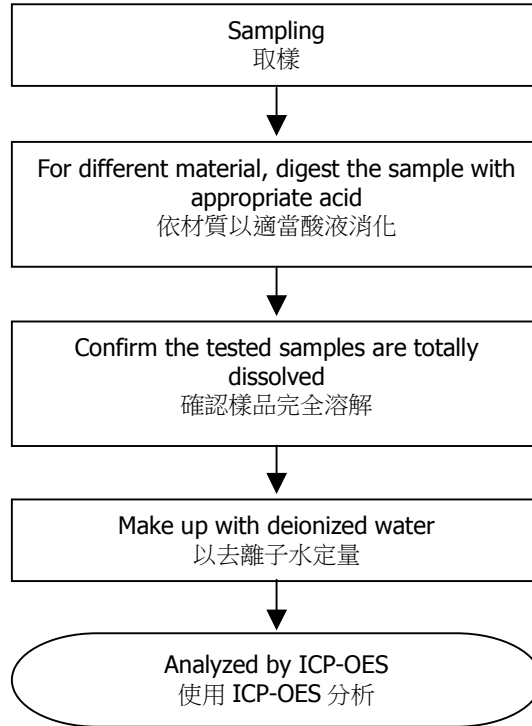 Sampling
取樣
For different material, digest the sample with
appropriate acid
依材質以適當酸液消化
Confirm the tested samples are totally
dissolved
確認樣品完全溶解
Make up with deionized water
以去離子水定量
Analyzed by ICP-OES
使用 ICP-OES 分析